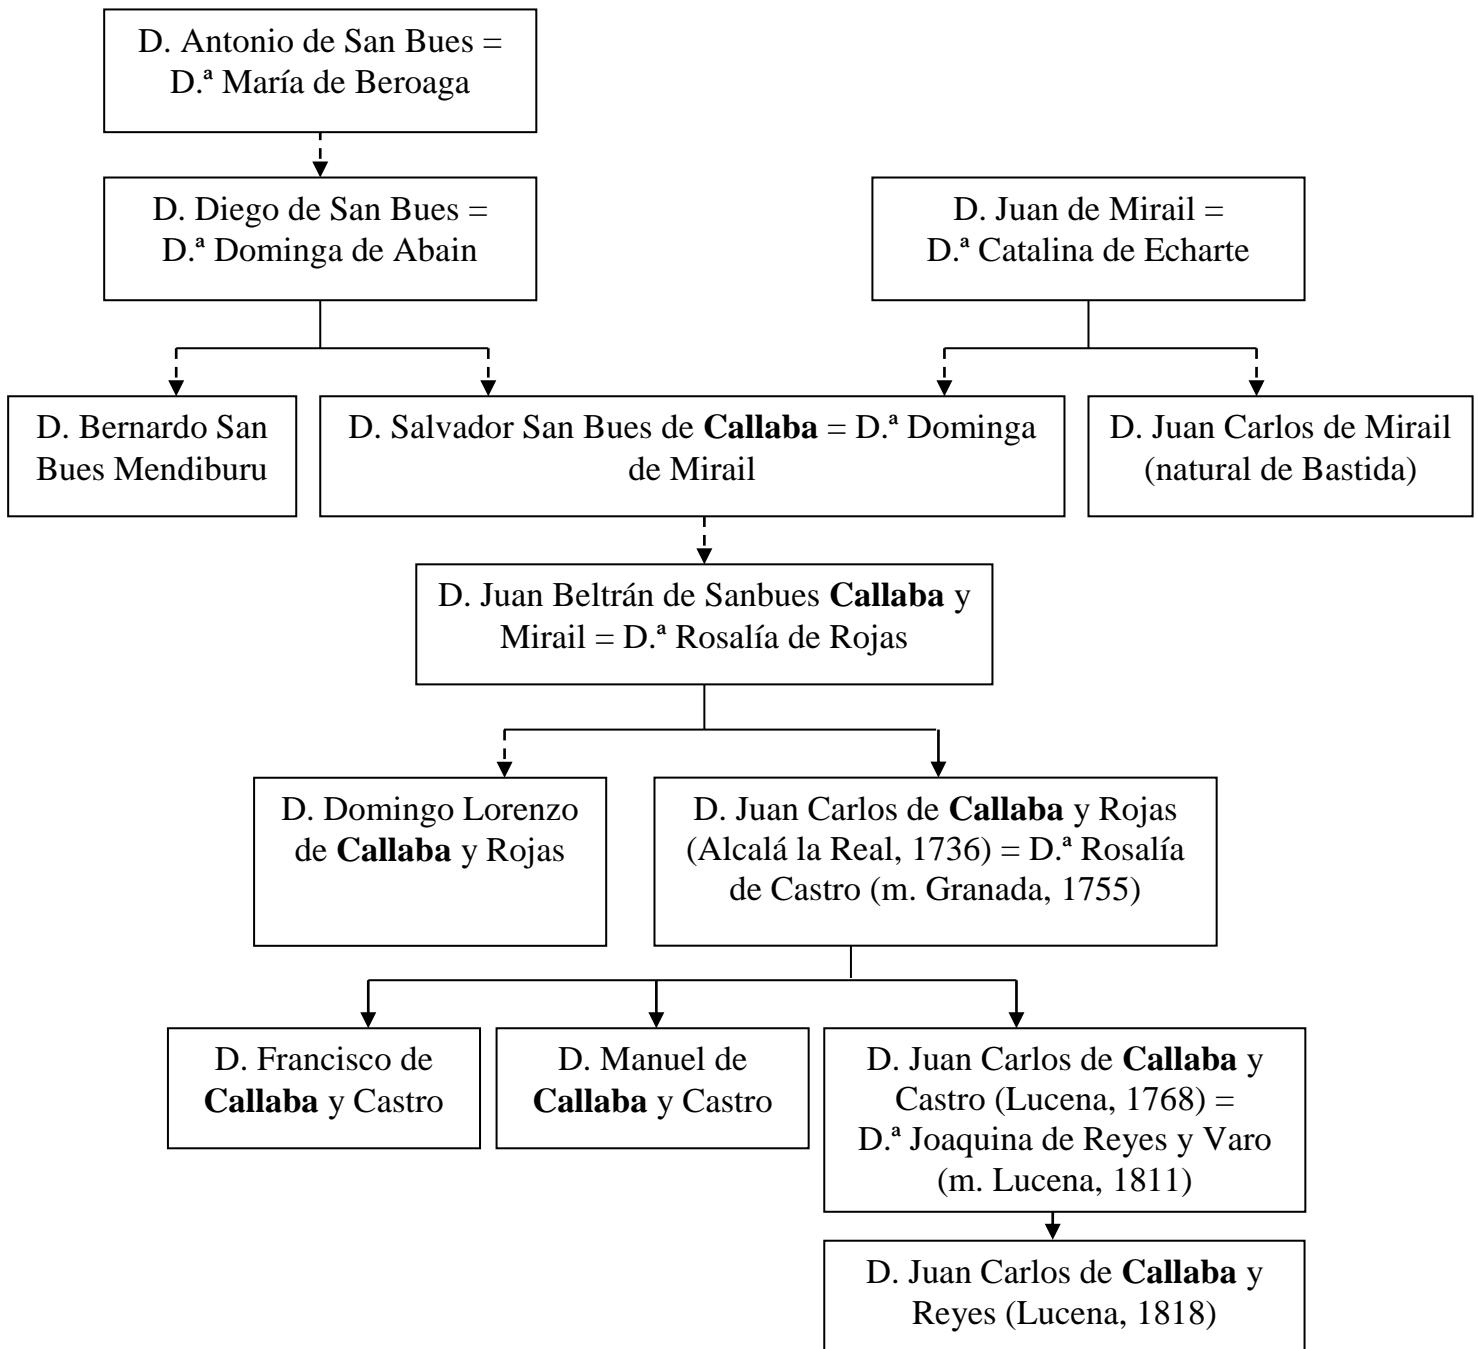 D. Antonio de San Bues =
D.ª María de Beroaga
D. Diego de San Bues =
D.ª Dominga de Abain
D. Juan de Mirail =
D.ª Catalina de Echarte
D. Bernardo San
Bues Mendiburu
D. Salvador San Bues de Callaba = D.ª Dominga
de Mirail
D. Juan Carlos de Mirail
(natural de Bastida)
D. Juan Beltrán de Sanbues Callaba y
Mirail = D.ª Rosalía de Rojas
D. Domingo Lorenzo
de Callaba y Rojas
D. Juan Carlos de Callaba y Rojas
(Alcalá la Real, 1736) = D.ª Rosalía
de Castro (m. Granada, 1755)
D. Francisco de
Callaba y Castro
D. Manuel de
Callaba y Castro
D. Juan Carlos de Callaba y
Castro (Lucena, 1768) =
D.ª Joaquina de Reyes y Varo
(m. Lucena, 1811)
D. Juan Carlos de Callaba y
Reyes (Lucena, 1818)